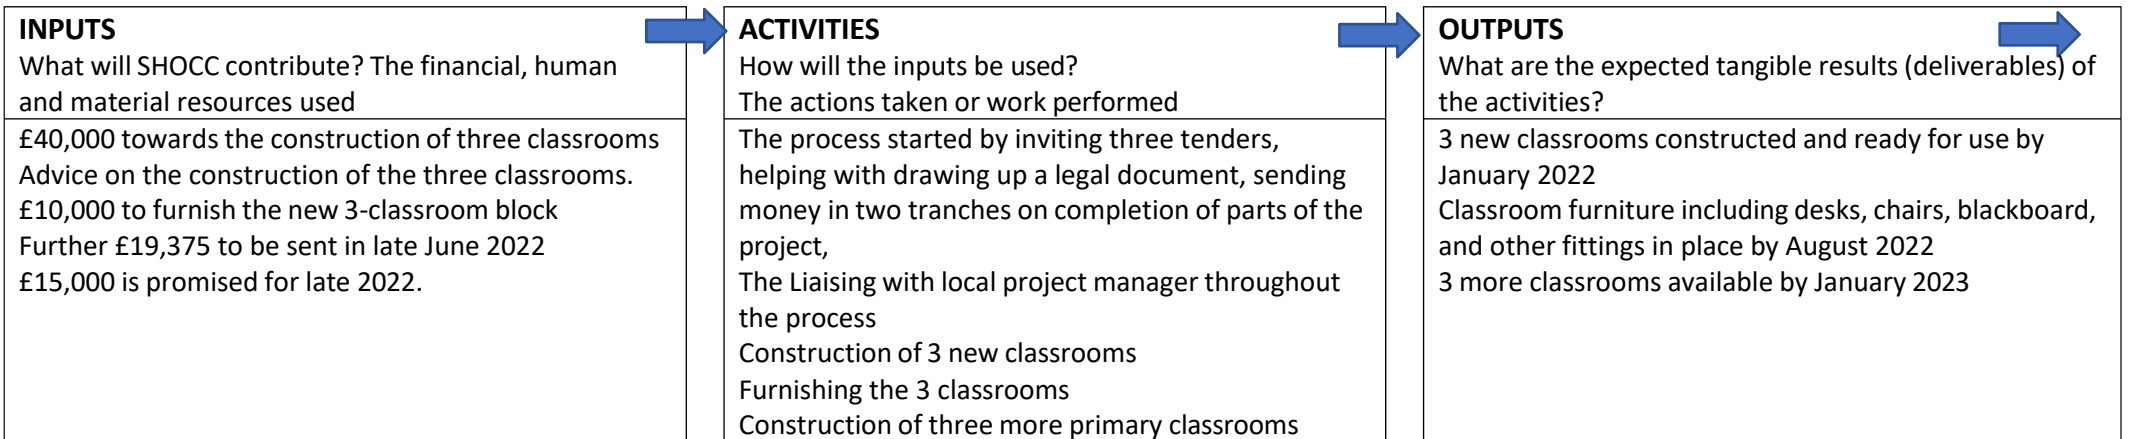 INPUTS
What will SHOCC contribute? The financial, human
and material resources used
£40,000 towards the construction of three classrooms
Advice on the construction of the three classrooms.
£10,000 to furnish the new 3-classroom block
Further £19,375 to be sent in late June 2022
£15,000 is promised for late 2022.
ACTIVITIES
How will the inputs be used?
The actions taken or work performed
The process started by inviting three tenders,
helping with drawing up a legal document, sending
money in two tranches on completion of parts of the
project,
The Liaising with local project manager throughout
the process
Construction of 3 new classrooms
Furnishing the 3 classrooms
Construction of three more primary classrooms
OUTPUTS
What are the expected tangible results (deliverables) of
the activities?
3 new classrooms constructed and ready for use by
January 2022
Classroom furniture including desks, chairs, blackboard,
and other fittings in place by August 2022
3 more classrooms available by January 2023